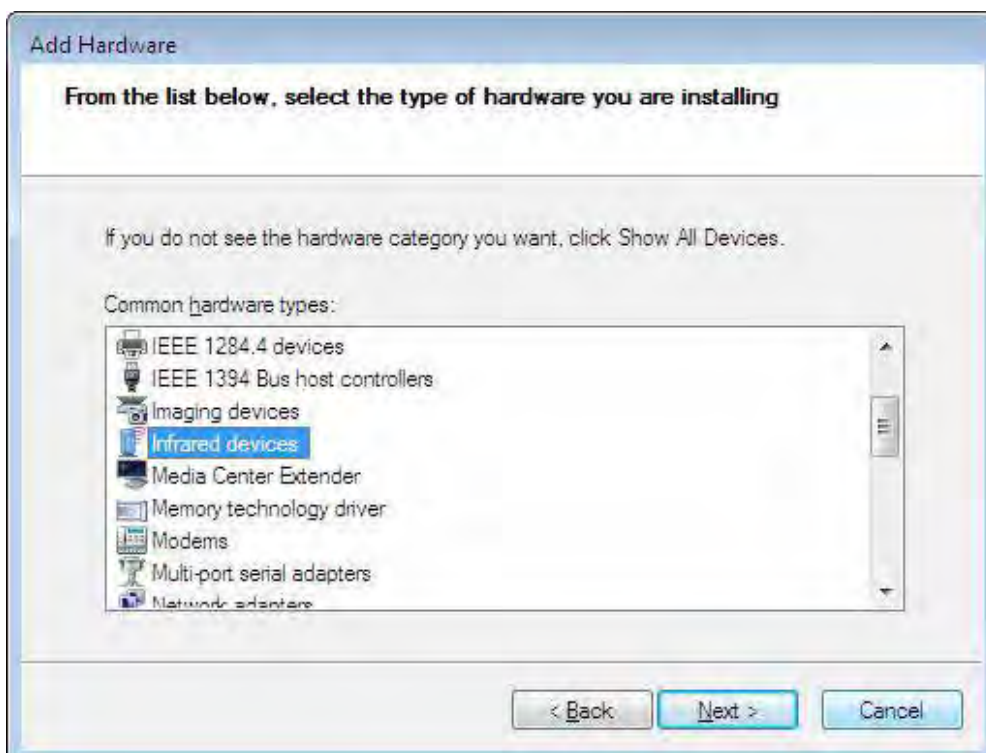 Add Hardware
From the list below, select the type of hardware you are installing
If you do not see the hardware category you want, click Show All Devices.
Common hardware types:
IEEE 1284.4 devices
IEEE 1394 Bus host controllers
Imaging devices
Infrared devices
Media Center Extender
Memory technology driver
Modems
Multi-port serial adapters
Network adapters
< Back
Next >
Cancel